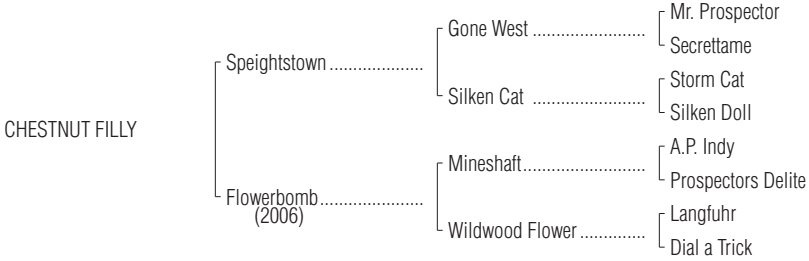 Mr. Prospector
Gone West ........................
Secrettame
Speightstown ....................
Storm Cat
Silken Cat ........................
Silken Doll
CHESTNUT FILLY
A.P. Indy
Mineshaft..........................
Prospectors Delite
Flowerbomb......................
(2006)
Langfuhr
Wildwood Flower ..............
Dial a Trick